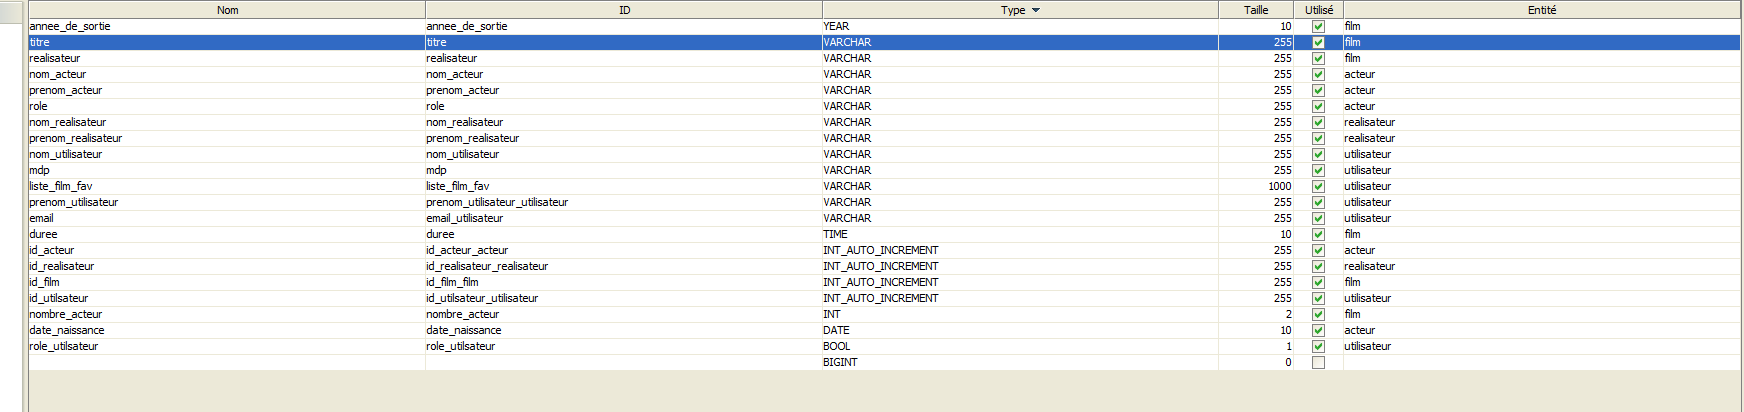 Nom ID Type Taille Utilisé Entité
annee_de_sortie annee_de_sortie YEAR 10 film
titre titre VARCHAR 255 film
realisateur realisateur VARCHAR 255 film
nom_acteur nom_acteur VARCHAR 255 acteur
prenom_acteur prenom_acteur VARCHAR 255 acteur
role role VARCHAR 255 acteur
nom_realisateur nom_realisateur VARCHAR 255 realisateur
prenom_realisateur prenom_realisateur VARCHAR 255 realisateur
nom_utilisateur nom_utilisateur VARCHAR 255 utilisateur
mdp mdp VARCHAR 255 utilisateur
liste_film_fav liste_film_fav VARCHAR 1000 utilisateur
prenom_utilisateur prenom_utilisateur_utilisateur VARCHAR 255 utilisateur
email email_utilisateur VARCHAR 255 utilisateur
duree duree TIME 10 film
id_acteur id_acteur_acteur INT_AUTO_INCREMENT 255 acteur
id_realisateur id_realisateur_realisateur INT_AUTO_INCREMENT 255 realisateur
id_film id_film_film INT_AUTO_INCREMENT 255 film
id_utilsateur id_utilsateur_utilisateur INT_AUTO_INCREMENT 255 utilisateur
nombre_acteur nombre_acteur INT 2 film
date_naissance date_naissance DATE 10 acteur
role_utilsateur role_utilsateur BOOL 1 utilisateur
BIGINT 0